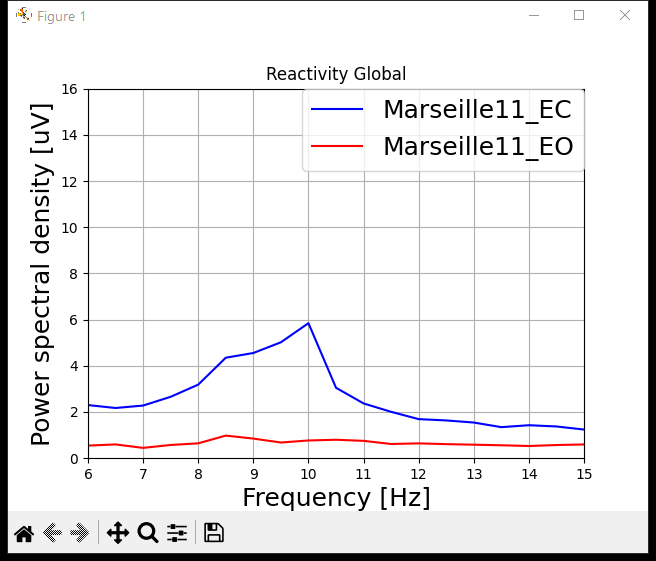 Figure 1
Reactivity Global
Marseille11_EC
Marseille11_EO
Power spectral density [uV]
16
14
12
10
8
6
4
2
0
6 7 8 9 10 11 12 13 14 15
Frequency [Hz]